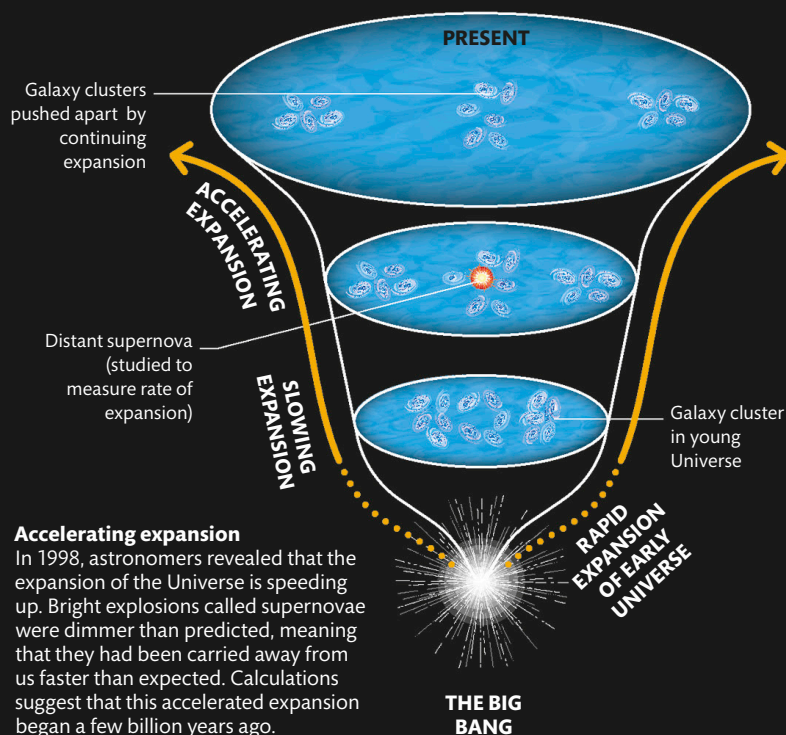 PRESENT
Galaxy clusters
pushed apart by
continuing
expansion
ACCELERATING
EXPANSION
Distant supernova
(studied to
measure rate of
expansion)
SLOWING
EXPANSION
Galaxy cluster
in young
Universe
RAPID
EXPANSION
OF EARLY
UNIVERSE
Accelerating expansion
In 1998, astronomers revealed that the
expansion of the Universe is speeding
up. Bright explosions called supernovae
were dimmer than predicted, meaning
that they had been carried away from
us faster than expected. Calculations
suggest that this accelerated expansion
began a few billion years ago.
THE BIG
BANG